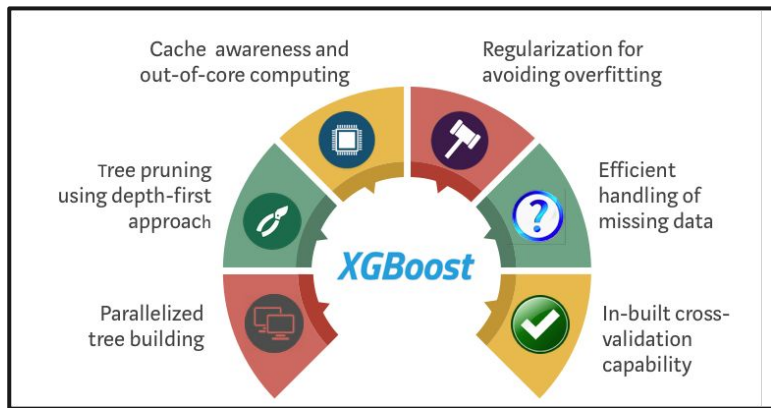 Cache awareness and
out-of-core computing
Regularization for
avoiding overfitting
Tree pruning
using depth-first
approach
Efficient
handling of
missing data
XGBoost
Parallelized
tree building
In-built cross-
validation
capability